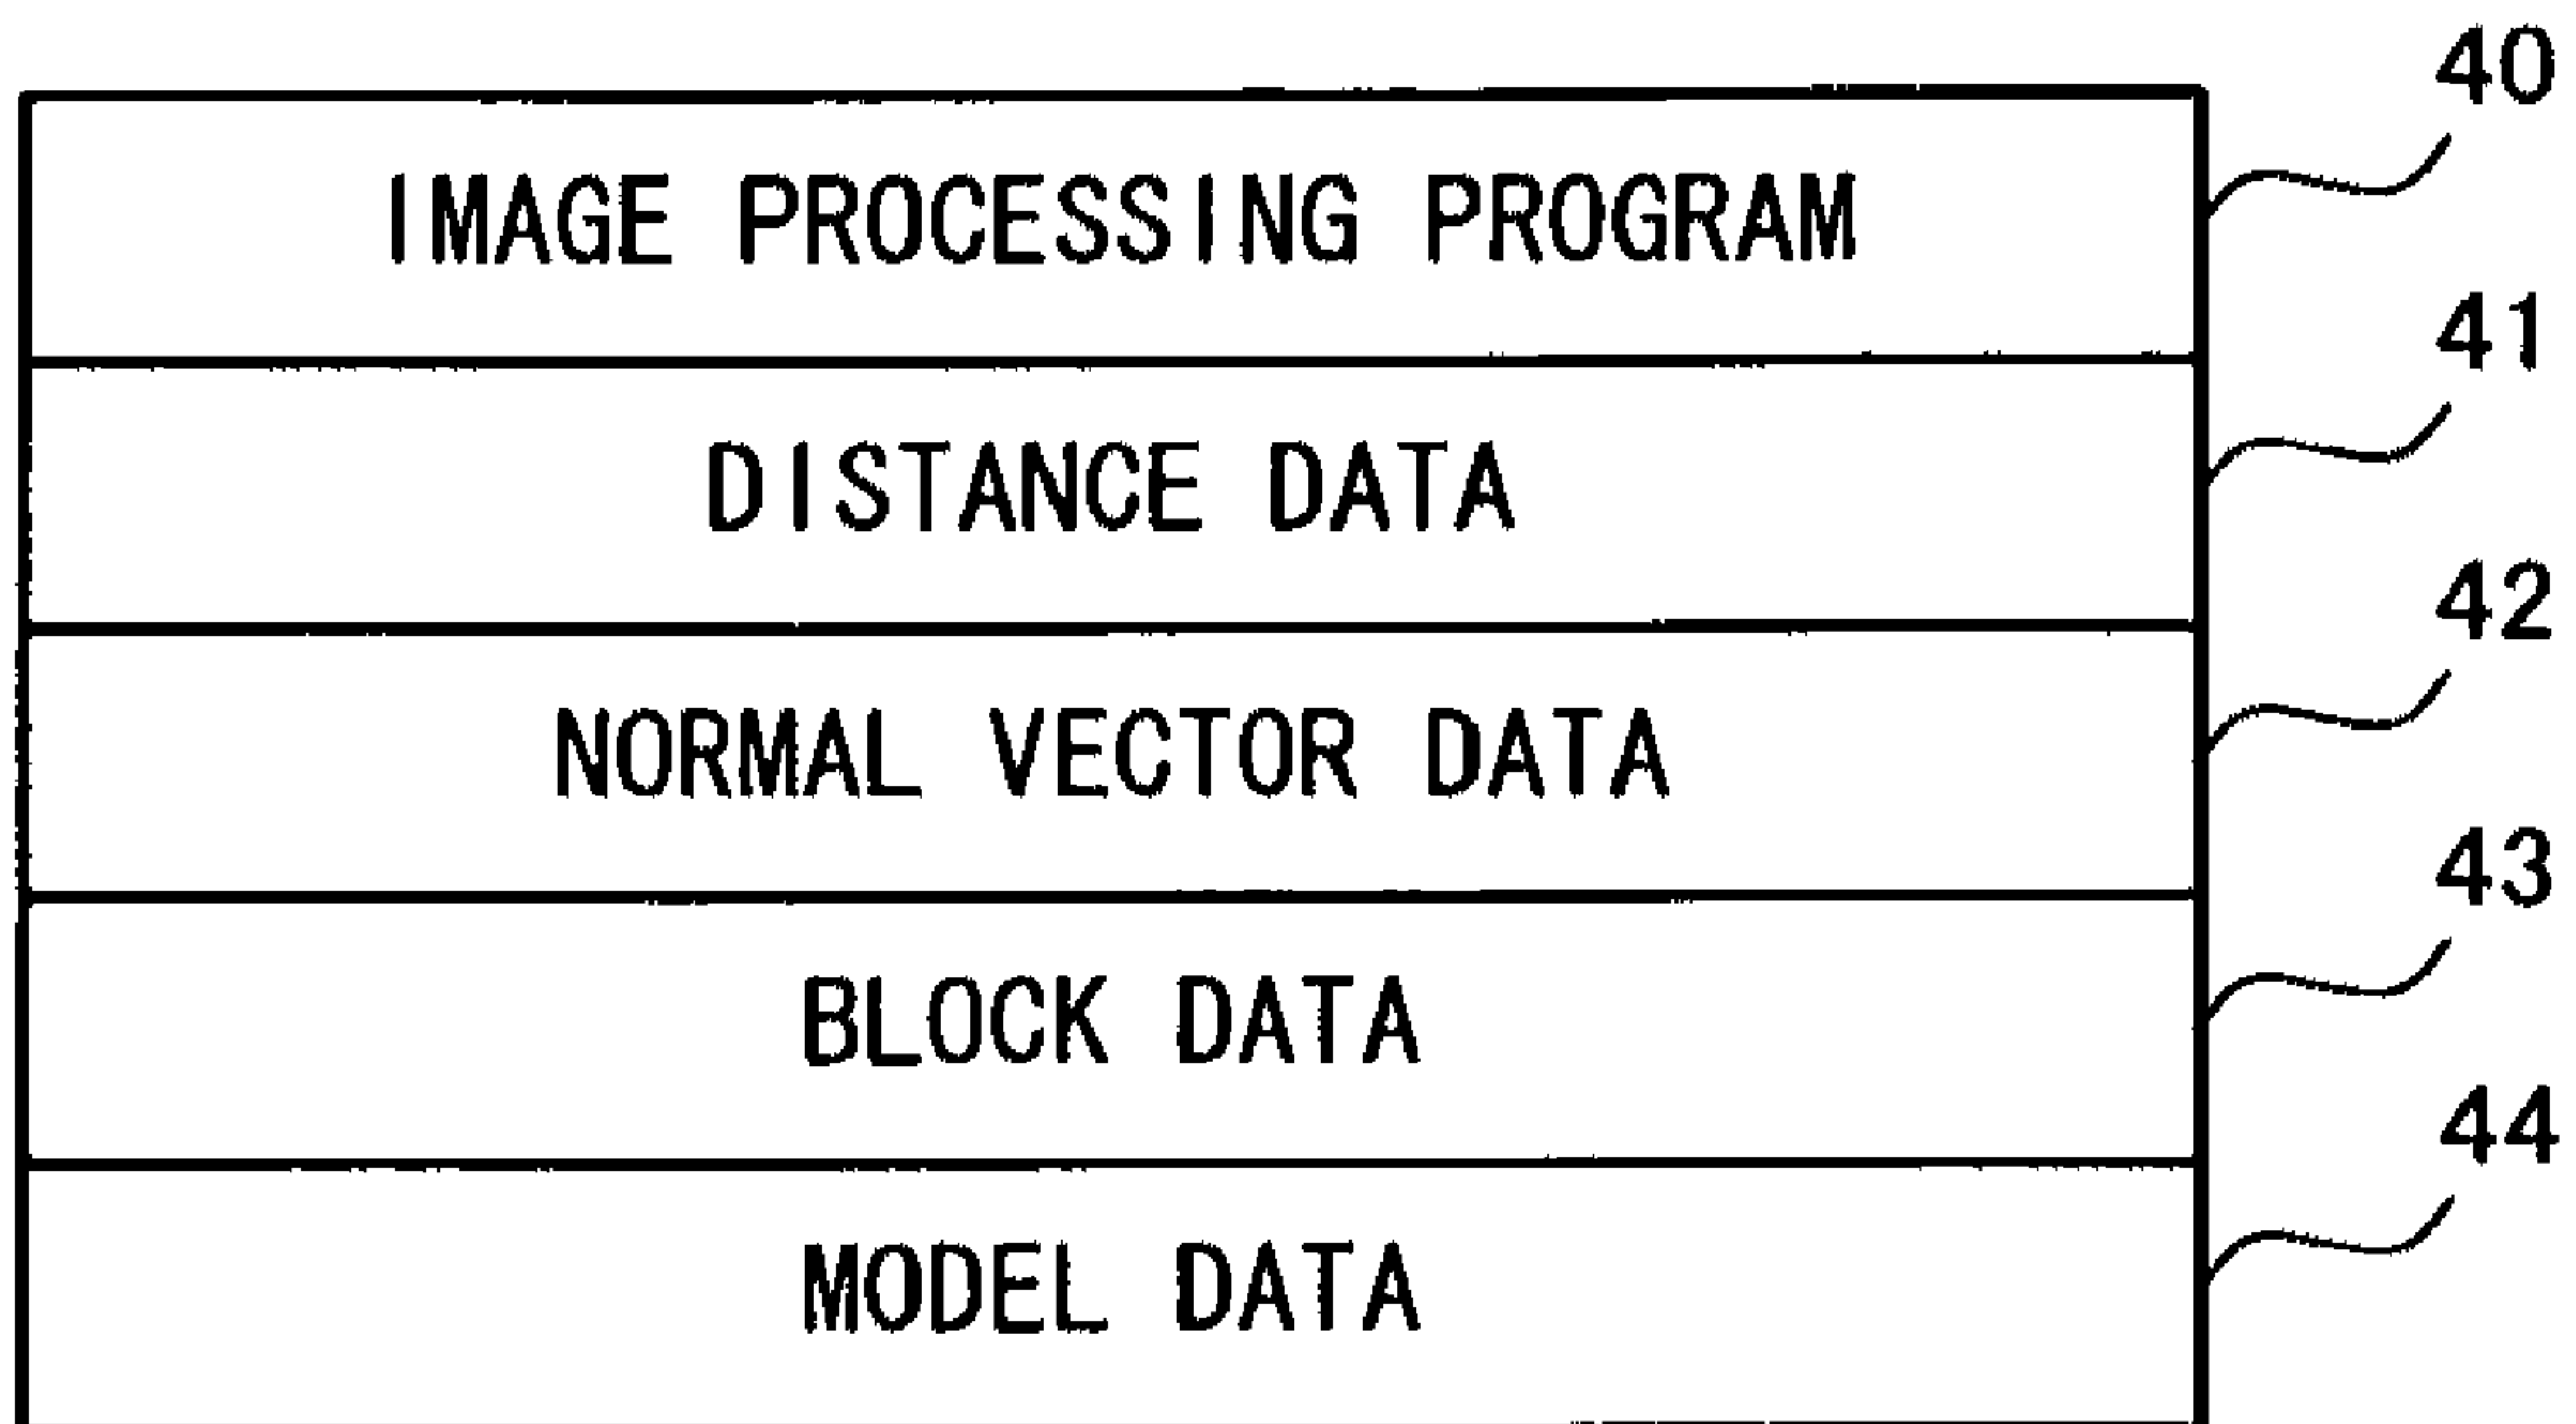 40
IMAGE PROCESSING PROGRAM
41
DISTANCE DATA
42
NORMAL VECTOR DATA
43
BLOCK DATA
44
MODEL DATA